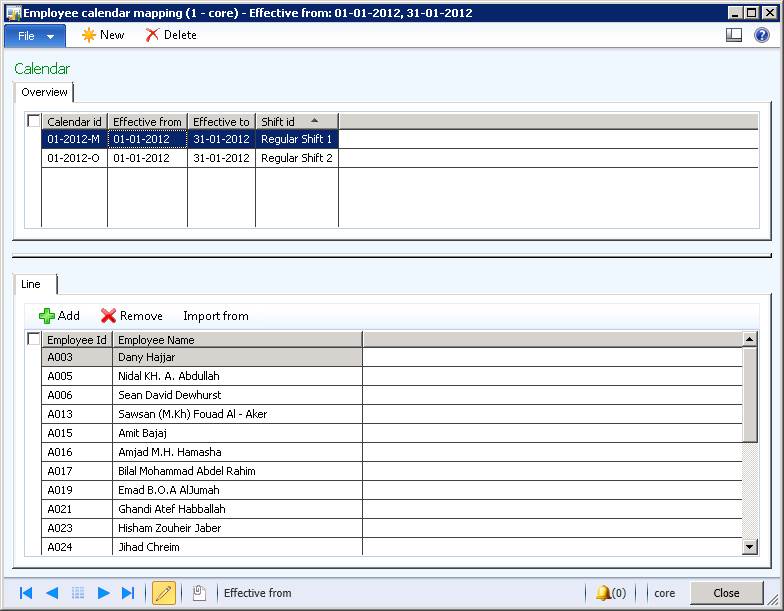 Employee calendar mapping (1 - core) - Effective from: 01-01-2012, 31-01-2012
File New Delete
Calendar
Overview
Calendar id Effective from Effective to Shift id
01-2012-M 01-01-2012 31-01-2012 Regular Shift 1
01-2012-O 01-01-2012 31-01-2012 Regular Shift 2
Line
Add Remove Import from
Employee Id Employee Name
A003 Dany Hajjar
A005 Nidal KH. A. Abdullah
A006 Sean David Dewhurst
A013 Sawsan (M.Kh) Fouad Al - Aker
A015 Amit Bajaj
A016 Amjad M.H. Hamasha
A017 Bilal Mohammad Abdel Rahim
A019 Emad B.O.A AlJumah
A021 Ghandi Atef Habballah
A023 Hisham Zouheir Jaber
A024 Jihad Chreim
Effective from (0) core Close